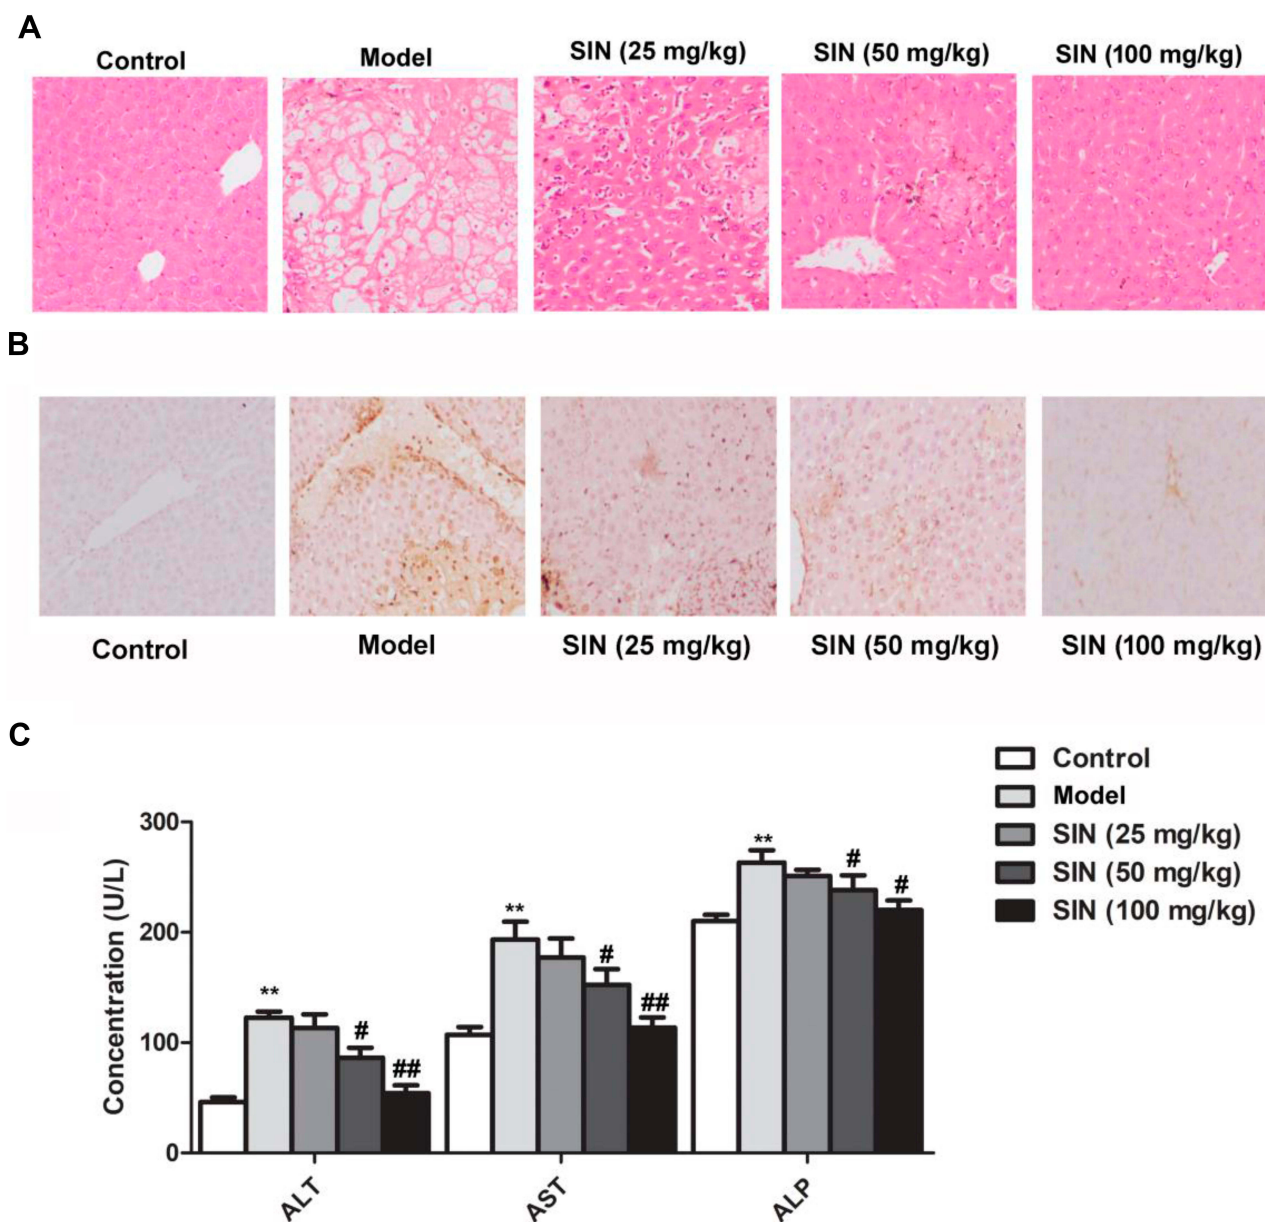 A
Control
Model
SIN (25 mg/kg)
SIN (50 mg/kg)
SIN (100 mg/kg)
B
Control
Model
SIN (25 mg/kg)
SIN (50 mg/kg)
SIN (100 mg/kg)
C
Control
Model
SIN (25 mg/kg)
SIN (50 mg/kg)
SIN (100 mg/kg)
Concentration (U/L)
300
200
100
0
**
#
##
**
#
##
**
#
#
ALT
AST
ALP